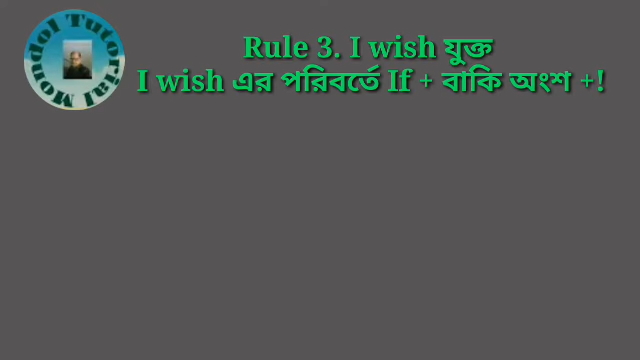 Mondol Tutorial
Rule 3. I wish যুক্ত
I wish এর পরিবর্তে If + বাকি অংশ +!